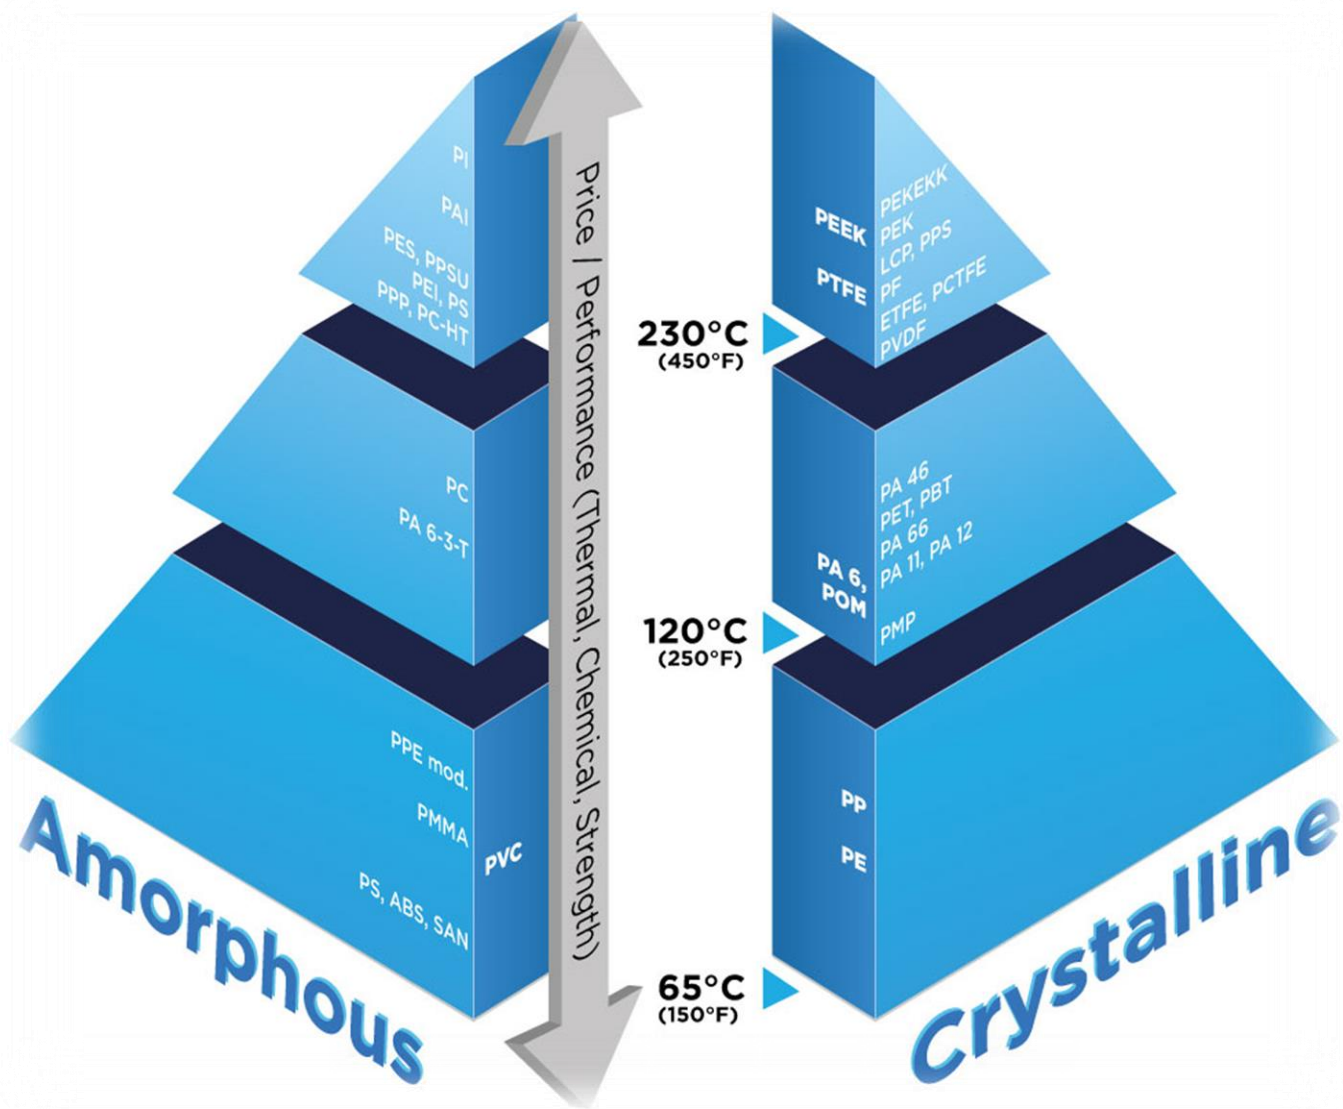 PI
PAI
PES, PPSU
PEI, PS
PPP, PC-HT
PC
PA 6-3-T
PPE mod.
PMMA
PS, ABS, SAN
PVC
Amorphous
Price / Performance (Thermal, Chemical, Strength)
230°C
(450°F)
120°C
(250°F)
65°C
(150°F)
PEEK
PTFE
PEKEKK
PEK
LCP, PPS
PF
ETFE, PCTFE
PVDF
PA 6,
POM
PA 46
PET, PBT
PA 66
PA 11, PA 12
PMP
PP
PE
Crystalline